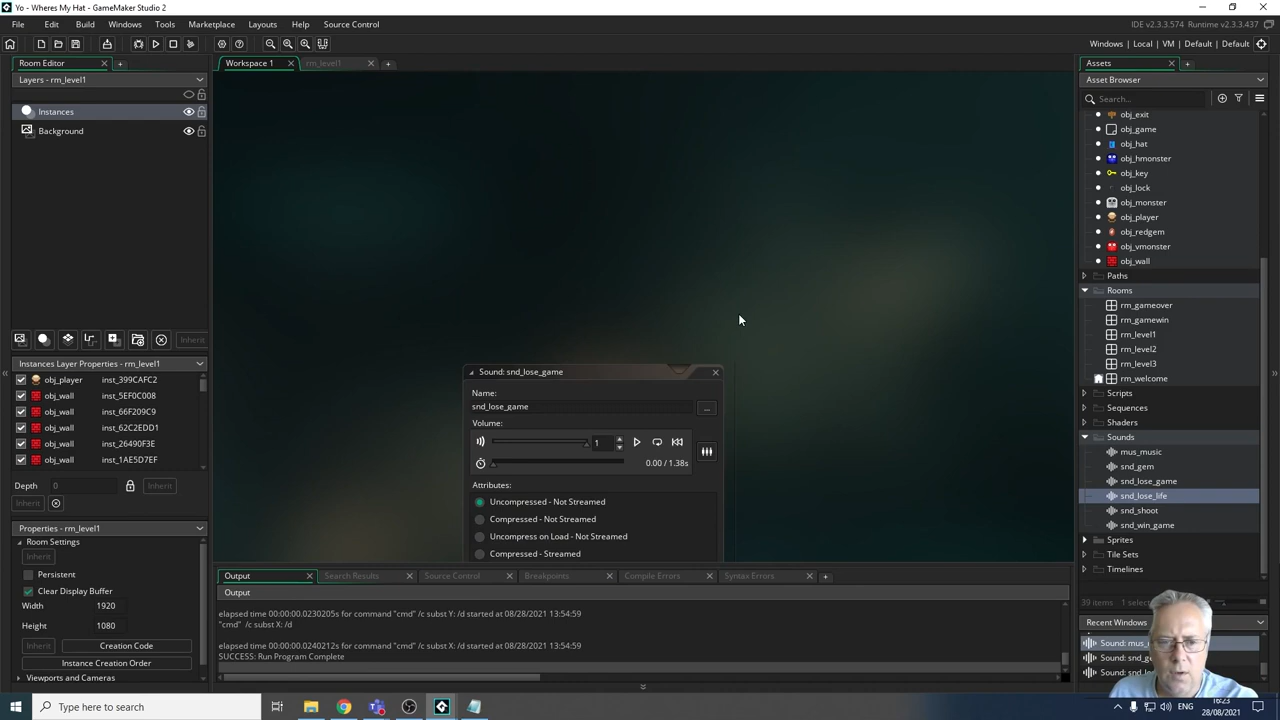 Yo - Wheres My Hat - GameMaker Studio 2
File Edit Build Windows Tools Marketplace Layouts Help Source Control
IDE v2.3.3.574 Runtime v2.3.3.437
Windows | Local | VM | Default | Default
Room Editor
Workspace 1
rm_level1
Assets
Layers - rm_level1
Asset Browser
Search...
Instances
Background
obj_exit
obj_game
obj_hat
obj_hmonster
obj_key
obj_lock
obj_monster
obj_player
obj_redgem
obj_vmonster
obj_wall
Paths
Rooms
rm_gameover
rm_gamewin
rm_level1
rm_level2
rm_level3
rm_welcome
Scripts
Sequences
Shaders
Sounds
mus_music
snd_gem
snd_lose_game
snd_lose_life
snd_shoot
snd_win_game
Sprites
Tile Sets
Timelines
39 items
Recent Windows
Inherit
Instances Layer Properties - rm_level1
obj_player inst_399CAFC2
obj_wall inst_5EF0C008
obj_wall inst_66F209C9
obj_wall inst_62C2EDD1
obj_wall inst_26490F3E
obj_wall inst_1AE5D7EF
Depth 0 Inherit
Inherit
Properties - rm_level1
Room Settings
Inherit
Persistent
Clear Display Buffer
Width 1920
Height 1080
Inherit Creation Code
Instance Creation Order
Viewports and Cameras
Sound: snd_lose_game
Name:
snd_lose_game
...
Volume:
1
0.00 / 1.38s
Attributes:
Uncompressed - Not Streamed
Compressed - Not Streamed
Uncompress on Load - Not Streamed
Compressed - Streamed
Output Search Results Source Control Breakpoints Compile Errors Syntax Errors
Output
elapsed time 00:00:00.0230205s for command "cmd" /c subst Y: /d started at 08/28/2021 13:54:59
"cmd" /c subst X: /d
elapsed time 00:00:00.0240212s for command "cmd" /c subst X: /d started at 08/28/2021 13:54:59
SUCCESS: Run Program Complete
Type here to search
16:23
28/08/2021